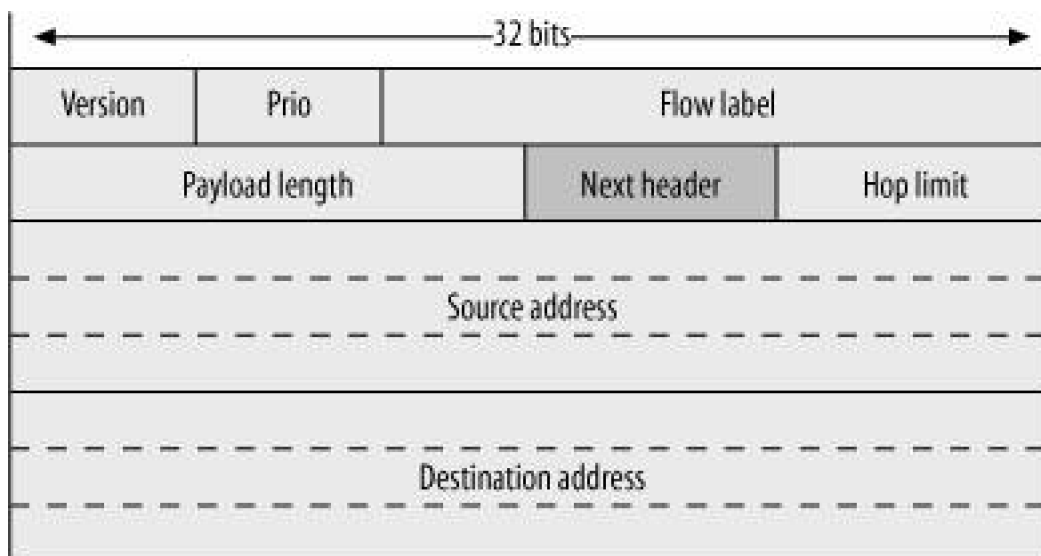 32 bits
Version Prio Flow label
Payload length Next header Hop limit
Source address
Destination address